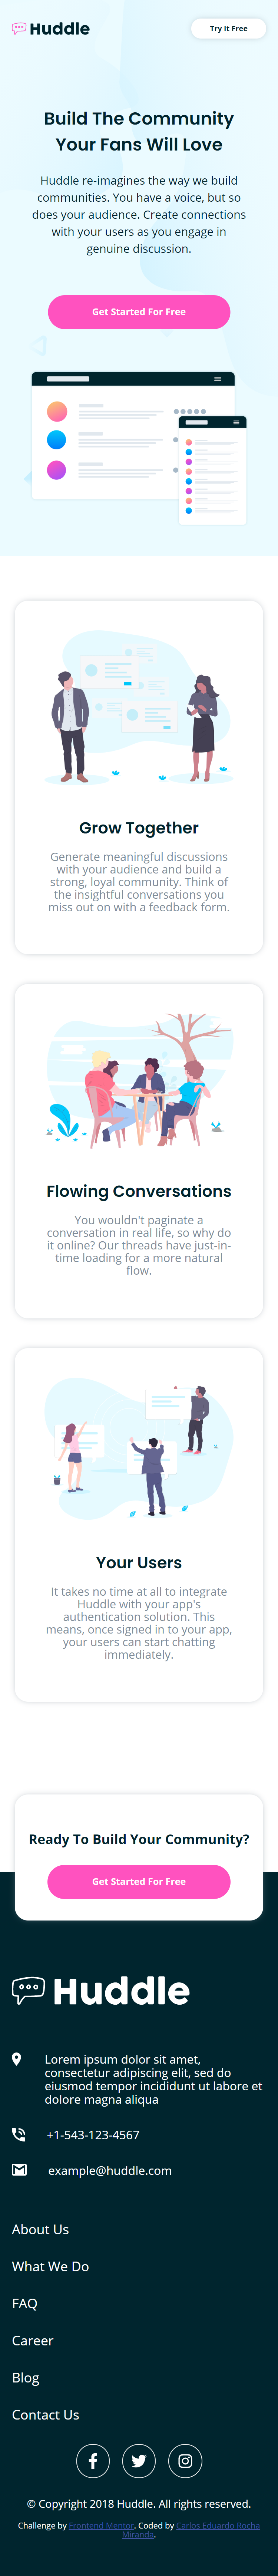 Huddle
Try It Free
Build The Community
Your Fans Will Love
Huddle re-imagines the way we build
communities. You have a voice, but so
does your audience. Create connections
with your users as you engage in
genuine discussion.
Get Started For Free
Grow Together
Generate meaningful discussions
with your audience and build a
strong, loyal community. Think of
the insightful conversations you
miss out on with a feedback form.
Flowing Conversations
You wouldn't paginate a
conversation in real life, so why do
it online? Our threads have just-in-
time loading for a more natural
flow.
Your Users
It takes no time at all to integrate
Huddle with your app's
authentication solution. This
means, once signed in to your app,
your users can start chatting
immediately.
Ready To Build Your Community?
Get Started For Free
Huddle
Lorem ipsum dolor sit amet,
consectetur adipiscing elit, sed do
eiusmod tempor incididunt ut labore et
dolore magna aliqua
+1-543-123-4567
example@huddle.com
About Us
What We Do
FAQ
Career
Blog
Contact Us
© Copyright 2018 Huddle. All rights reserved.
Challenge by Frontend Mentor. Coded by Carlos Eduardo Rocha
Miranda.